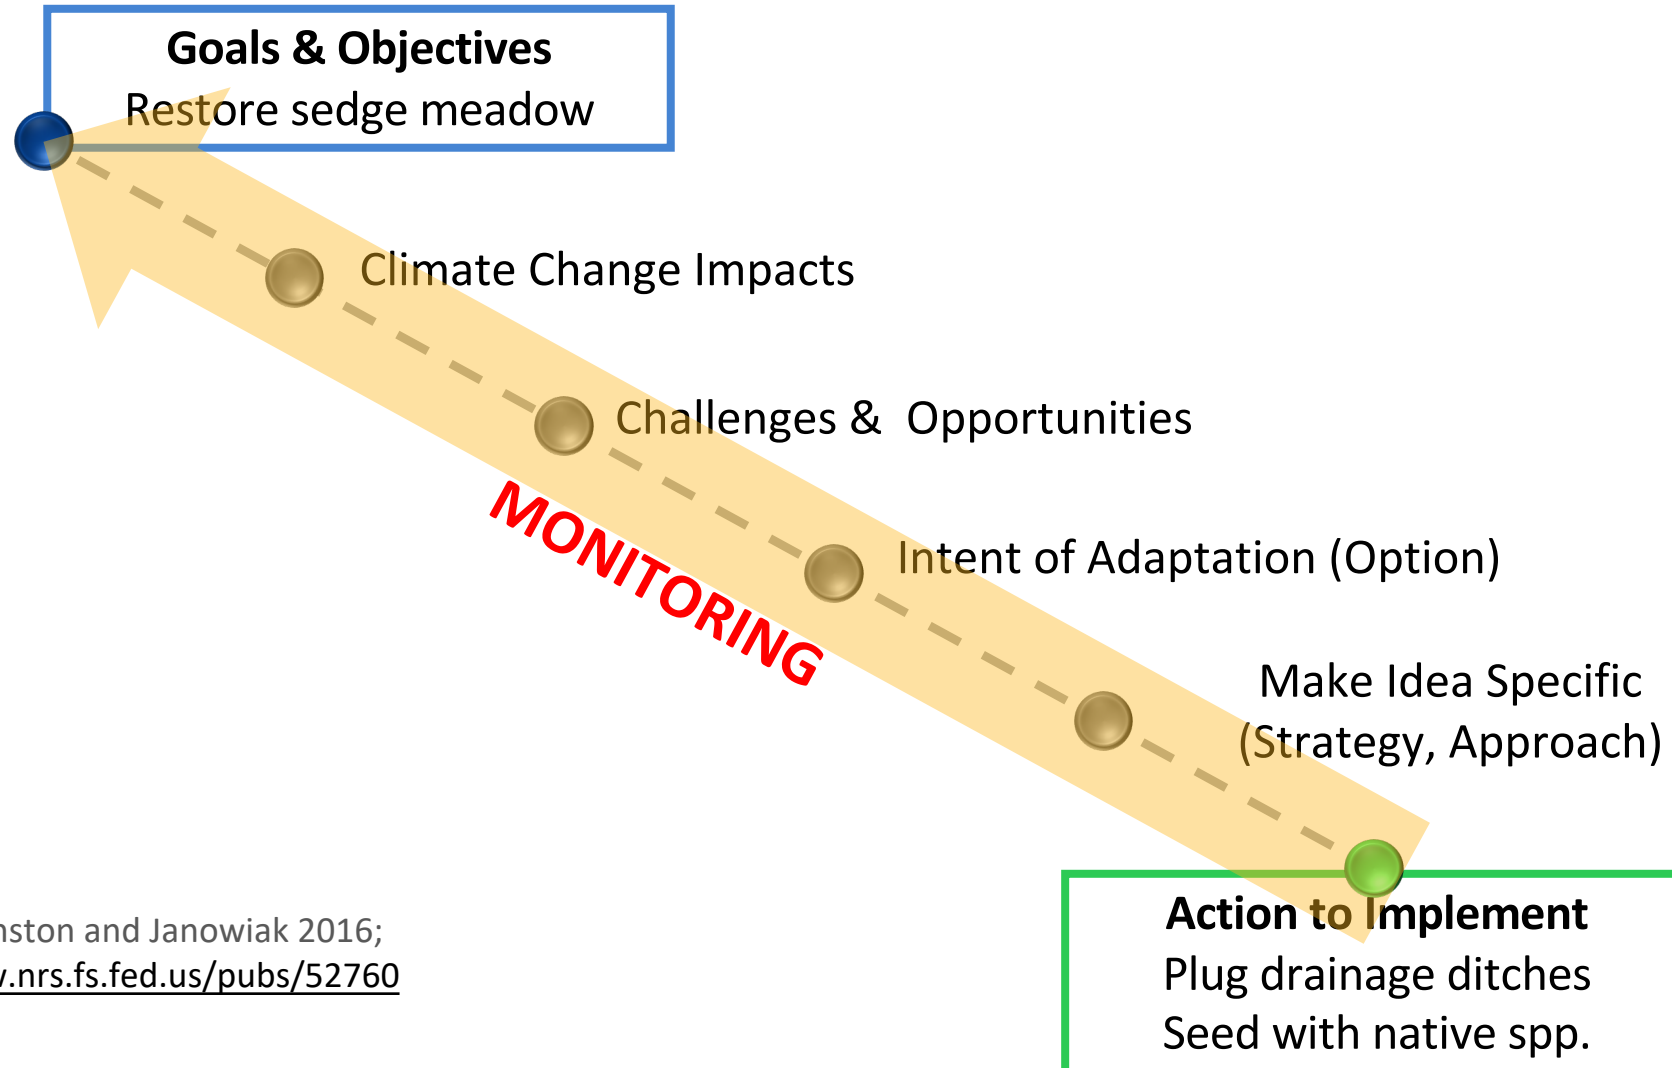 Goals & Objectives
Restore sedge meadow
Climate Change Impacts
Challenges & Opportunities
MONITORING
Intent of Adaptation (Option)
Make Idea Specific
(Strategy, Approach)
Action to Implement
Plug drainage ditches
Seed with native spp.
nston and Janowiak 2016;
.nrs.fs.fed.us/pubs/52760